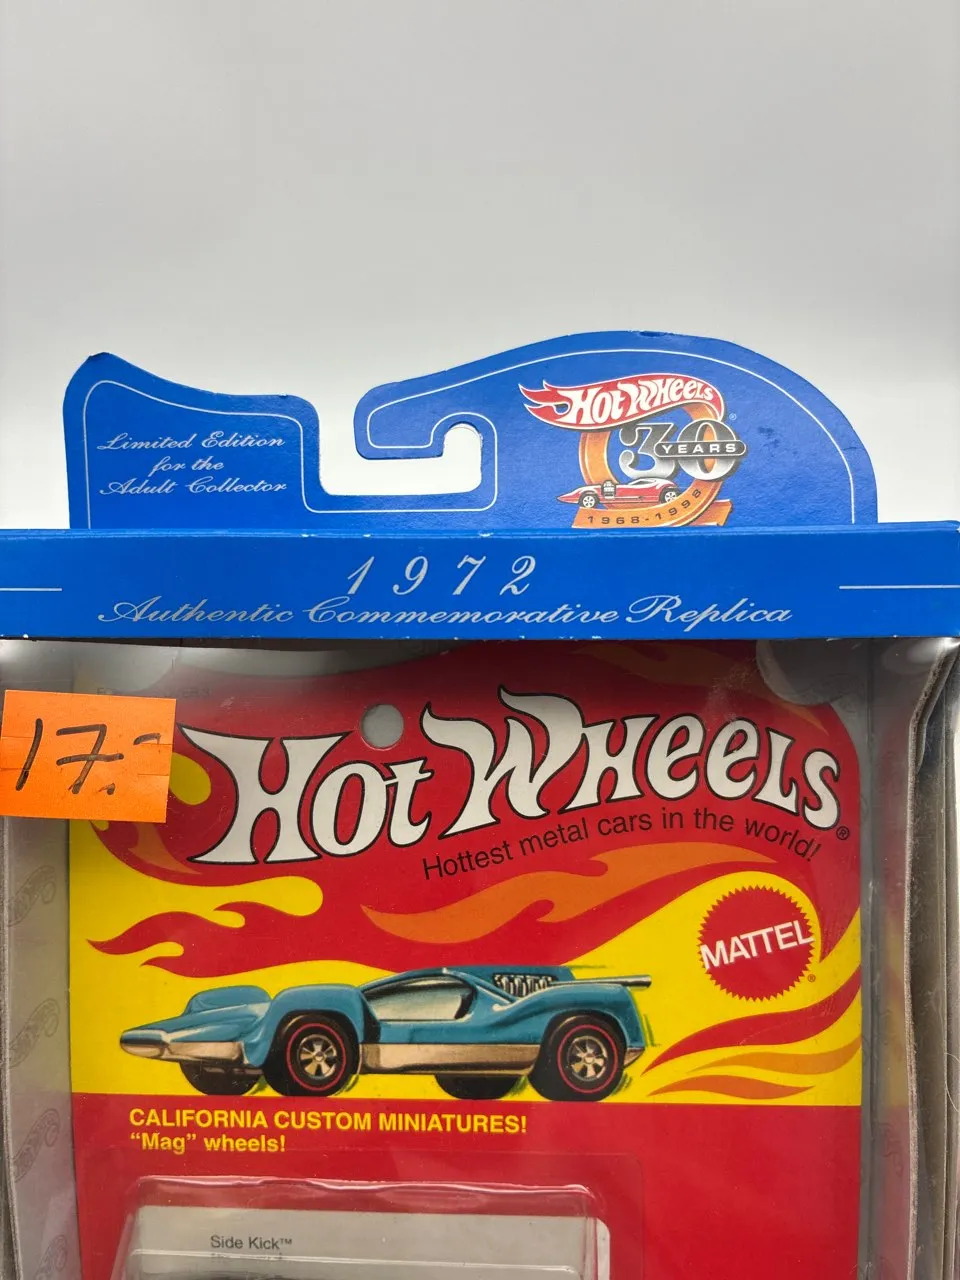 Limited Edition
for the
Adult Collector
HOT WHEELS®
30
YEARS
1968-1998
1972
Authentic Commemorative Replica
17.-
HOT WHEELS®
Hottest metal cars in the world!
MATTEL®
CALIFORNIA CUSTOM MINIATURES!
"Mag" wheels!
Side Kick™